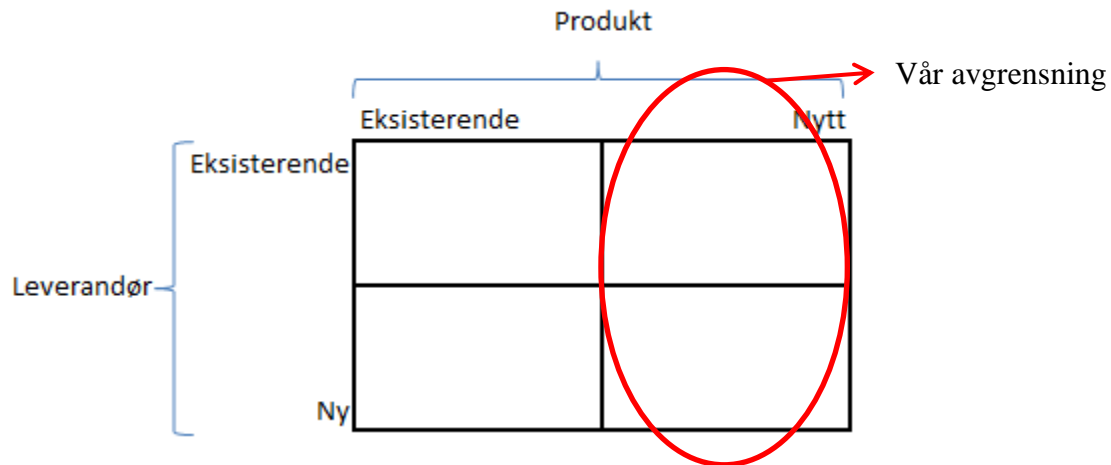 Produkt
Vår avgrensning
Eksisterende
Nytt
Eksisterende
Leverandør
Ny